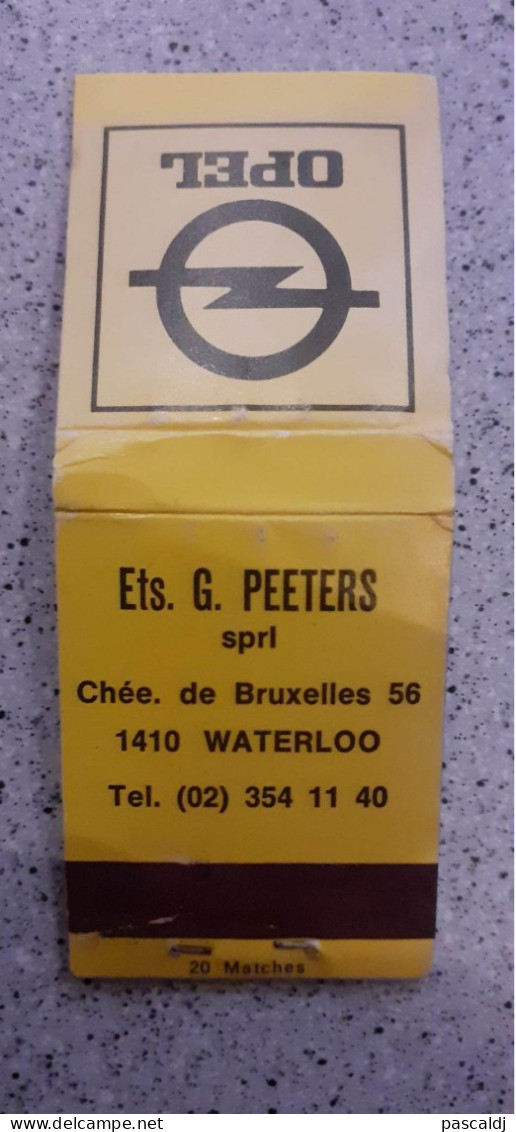 OPEL
Ets. G. PEETERS
sprl
Chée. de Bruxelles 56
1410 WATERLOO
Tel. (02) 354 11 40
20 Matches
www.delcampe.net
pascaldj